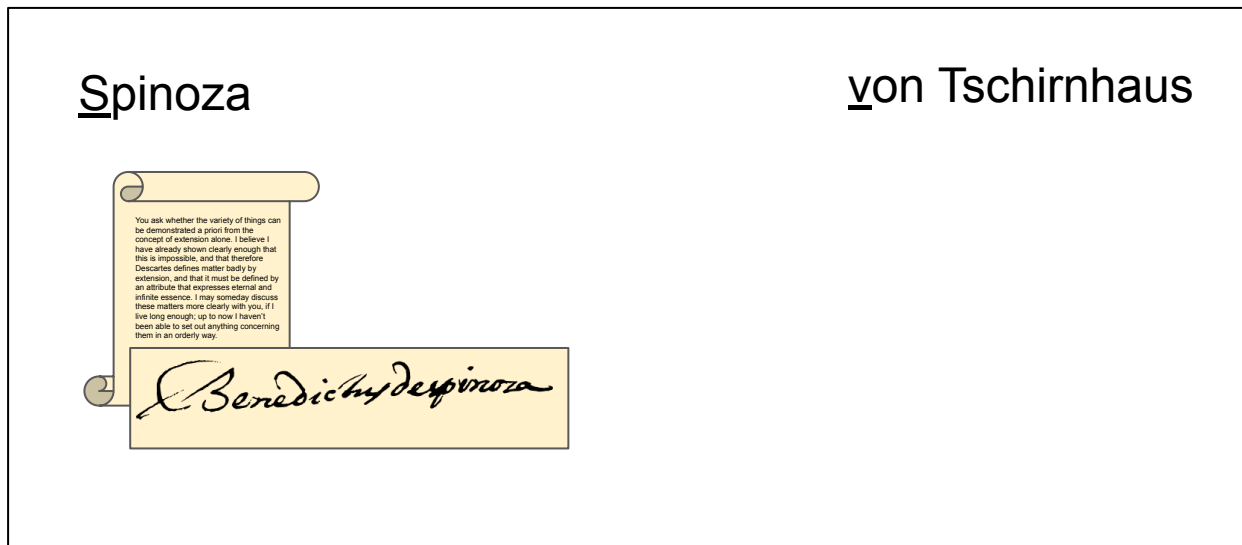 Spinoza
von Tschirnhaus
You ask whether the variety of things can
be demonstrated a priori from the
concept of extension alone. I believe I
have already shown clearly enough that
this is impossible, and that therefore
Descartes defines matter badly by
extension, and that it must be defined by
an attribute that expresses eternal and
infinite essence. I may someday discuss
these matters more clearly with you, if I
live long enough; up to now I haven't
been able to set out anything concerning
them in an orderly way.
Benedictus despinoza